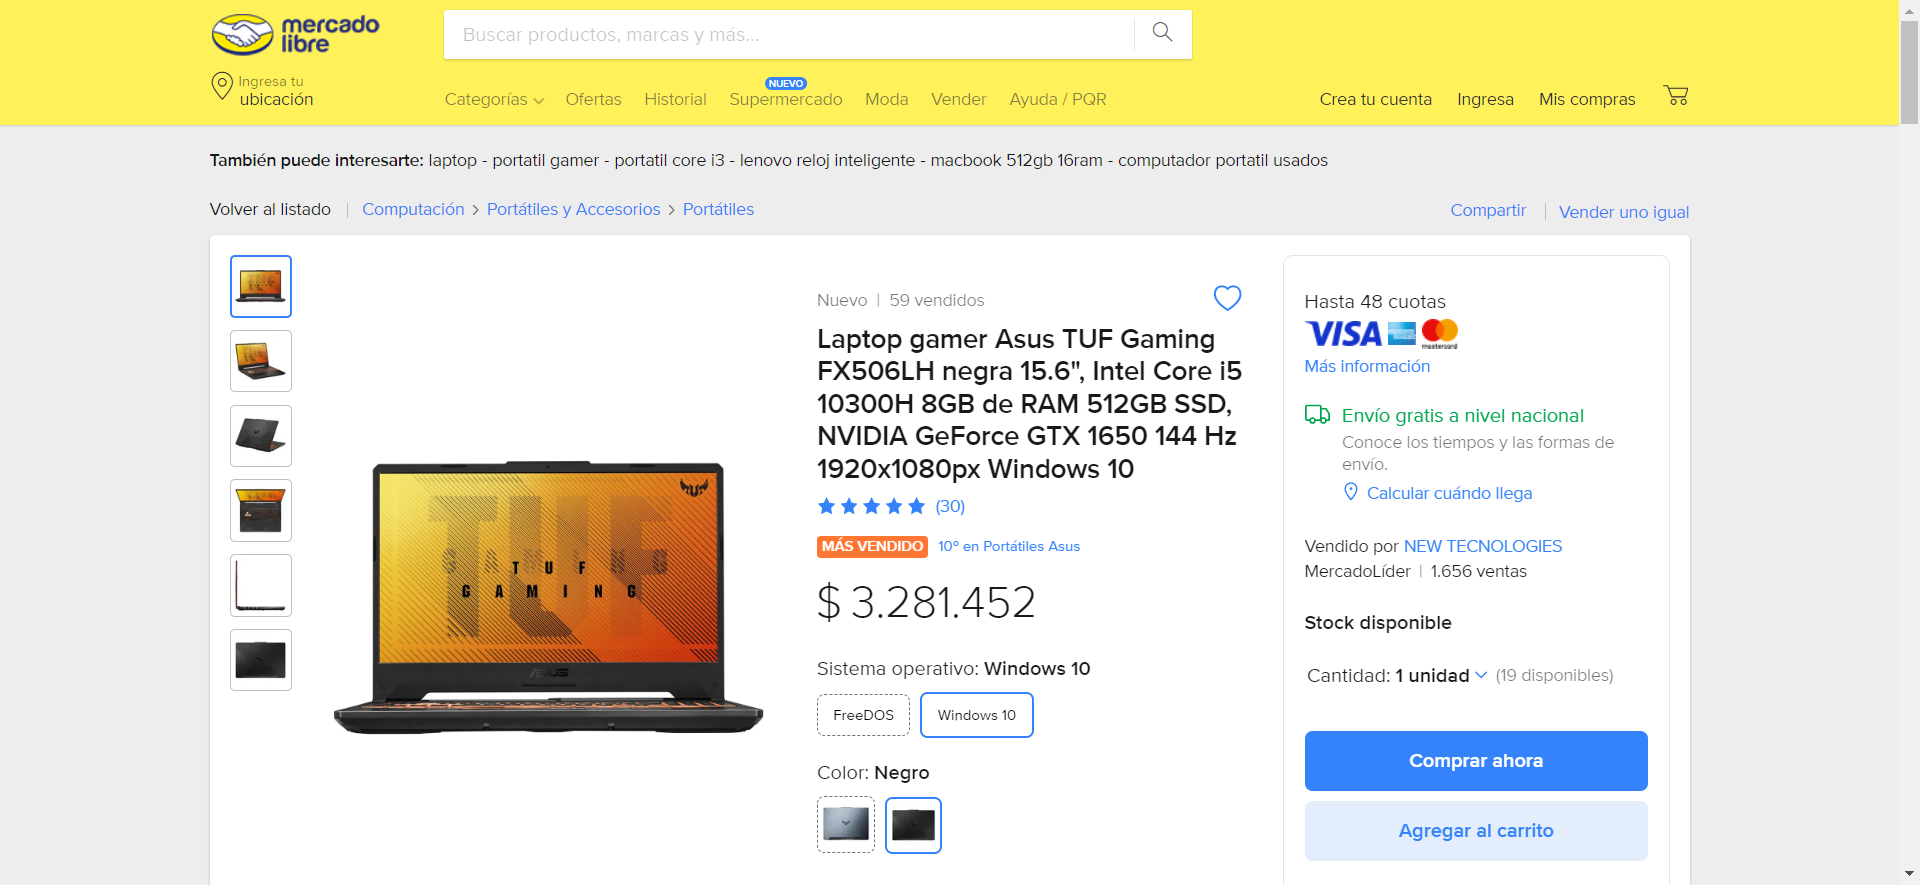 mercado
libre
Buscar productos, marcas y más...
Ingresa tu
ubicación
Categorías
Ofertas
Historial
NUEVO
Supermercado
Moda
Vender
Ayuda / PQR
Crea tu cuenta
Ingresa
Mis compras
También puede interesarte: laptop - portatil gamer - portatil core i3 - lenovo reloj inteligente - macbook 512gb 16ram - computador portatil usados
Volver al listado
Computación > Portátiles y Accesorios > Portátiles
Compartir
Vender uno igual
Nuevo | 59 vendidos
Laptop gamer Asus TUF Gaming
FX506LH negra 15.6", Intel Core i5
10300H 8GB de RAM 512GB SSD,
NVIDIA GeForce GTX 1650 144 Hz
1920x1080px Windows 10
(30)
MÁS VENDIDO 10º en Portátiles Asus
$ 3.281.452
Sistema operativo: Windows 10
FreeDOS
Windows 10
Color: Negro
TUF
GAMING
TUF
GAMING
ASUS
Hasta 48 cuotas
VISA
mastercard
Más información
Envío gratis a nivel nacional
Conoce los tiempos y las formas de
envío.
Calcular cuándo llega
Vendido por NEW TECNOLOGIES
MercadoLíder | 1.656 ventas
Stock disponible
Cantidad: 1 unidad (19 disponibles)
Comprar ahora
Agregar al carrito